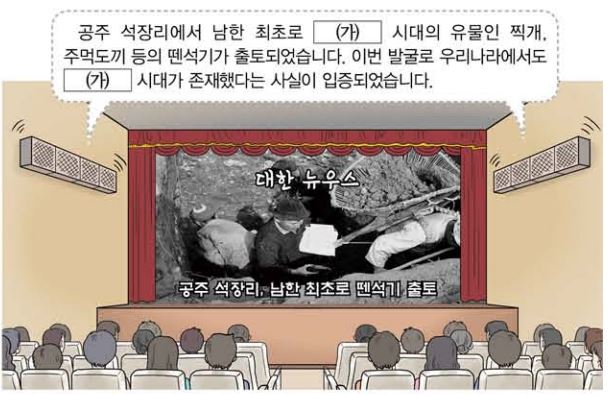 공주 석장리에서 남한 최초로 (가) 시대의 유물인 찍개,
주먹도끼 등의 뗀석기가 출토되었습니다. 이번 발굴로 우리나라에서도
(가) 시대가 존재했다는 사실이 입증되었습니다.
대한 뉴우스
공주 석장리, 남한 최초로 뗀석기 출토